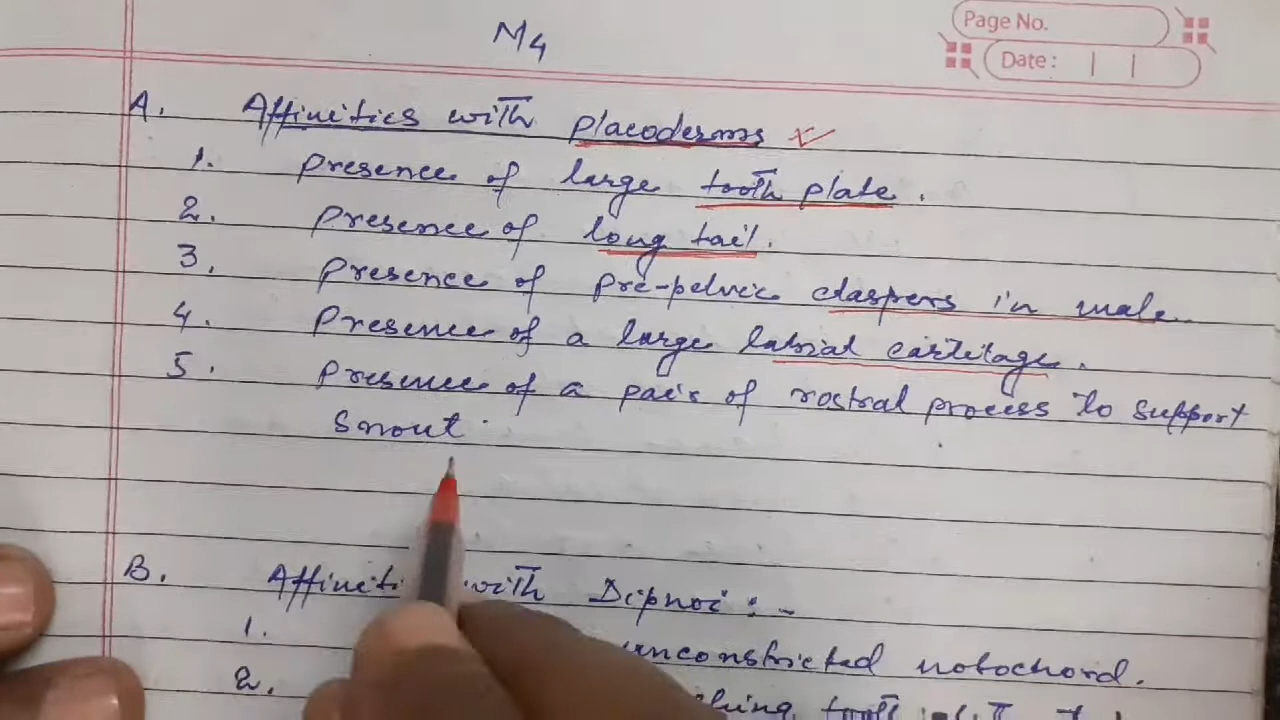 M4
Page No.
Date :
A. Affinities with placoderms
1. Presence of large tooth plate.
2. Presence of long tail.
3. Presence of pre-pelvic claspers in male.
4. Presence of a large labial cartilage.
5. Presence of a pair of rostral process to support
snout.
B. with Dipnoi :-
1. unconstricted notochord.
2.